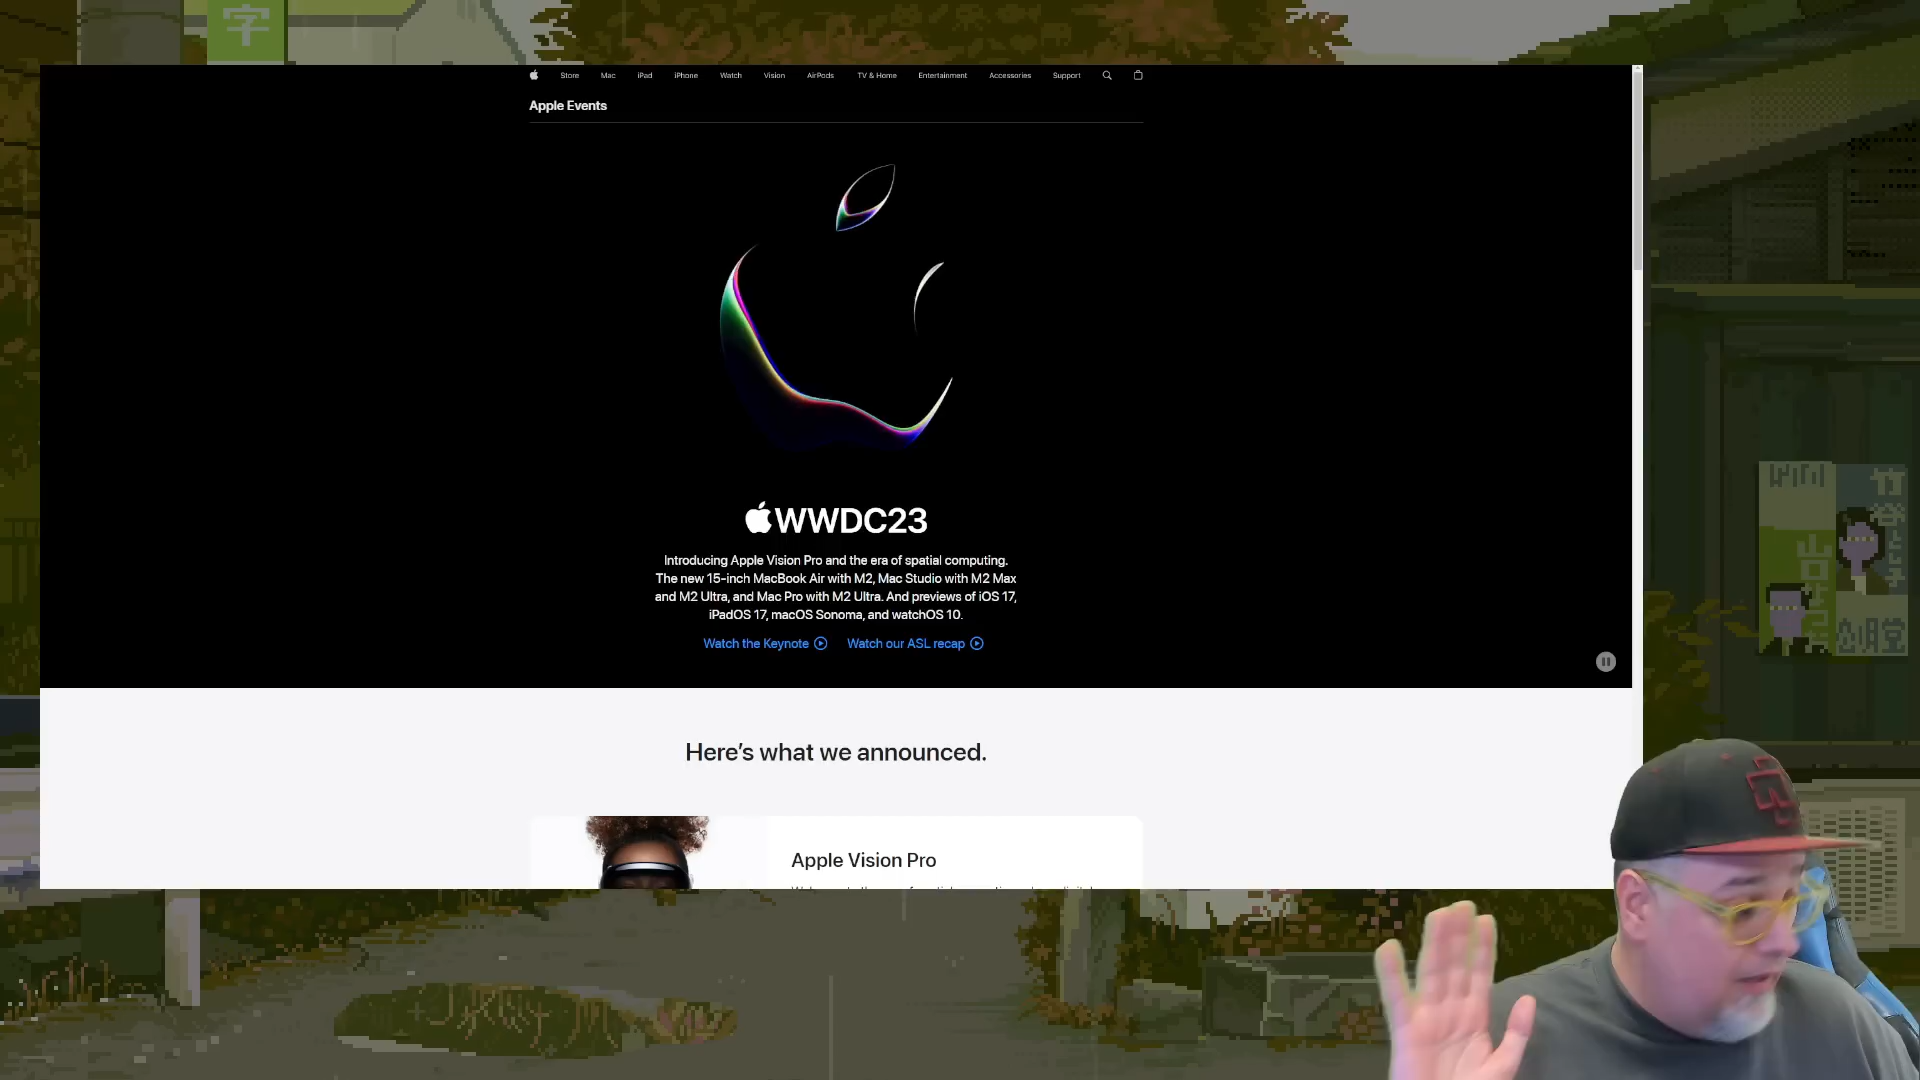 字
Store Mac iPad iPhone Watch Vision AirPods TV & Home Entertainment Accessories Support
Apple Events
WWDC23
Introducing Apple Vision Pro and the era of spatial computing.
The new 15-inch MacBook Air with M2, Mac Studio with M2 Max
and M2 Ultra, and Mac Pro with M2 Ultra. And previews of iOS 17,
iPadOS 17, macOS Sonoma, and watchOS 10.
Watch the Keynote Watch our ASL recap
Here's what we announced.
Apple Vision Pro